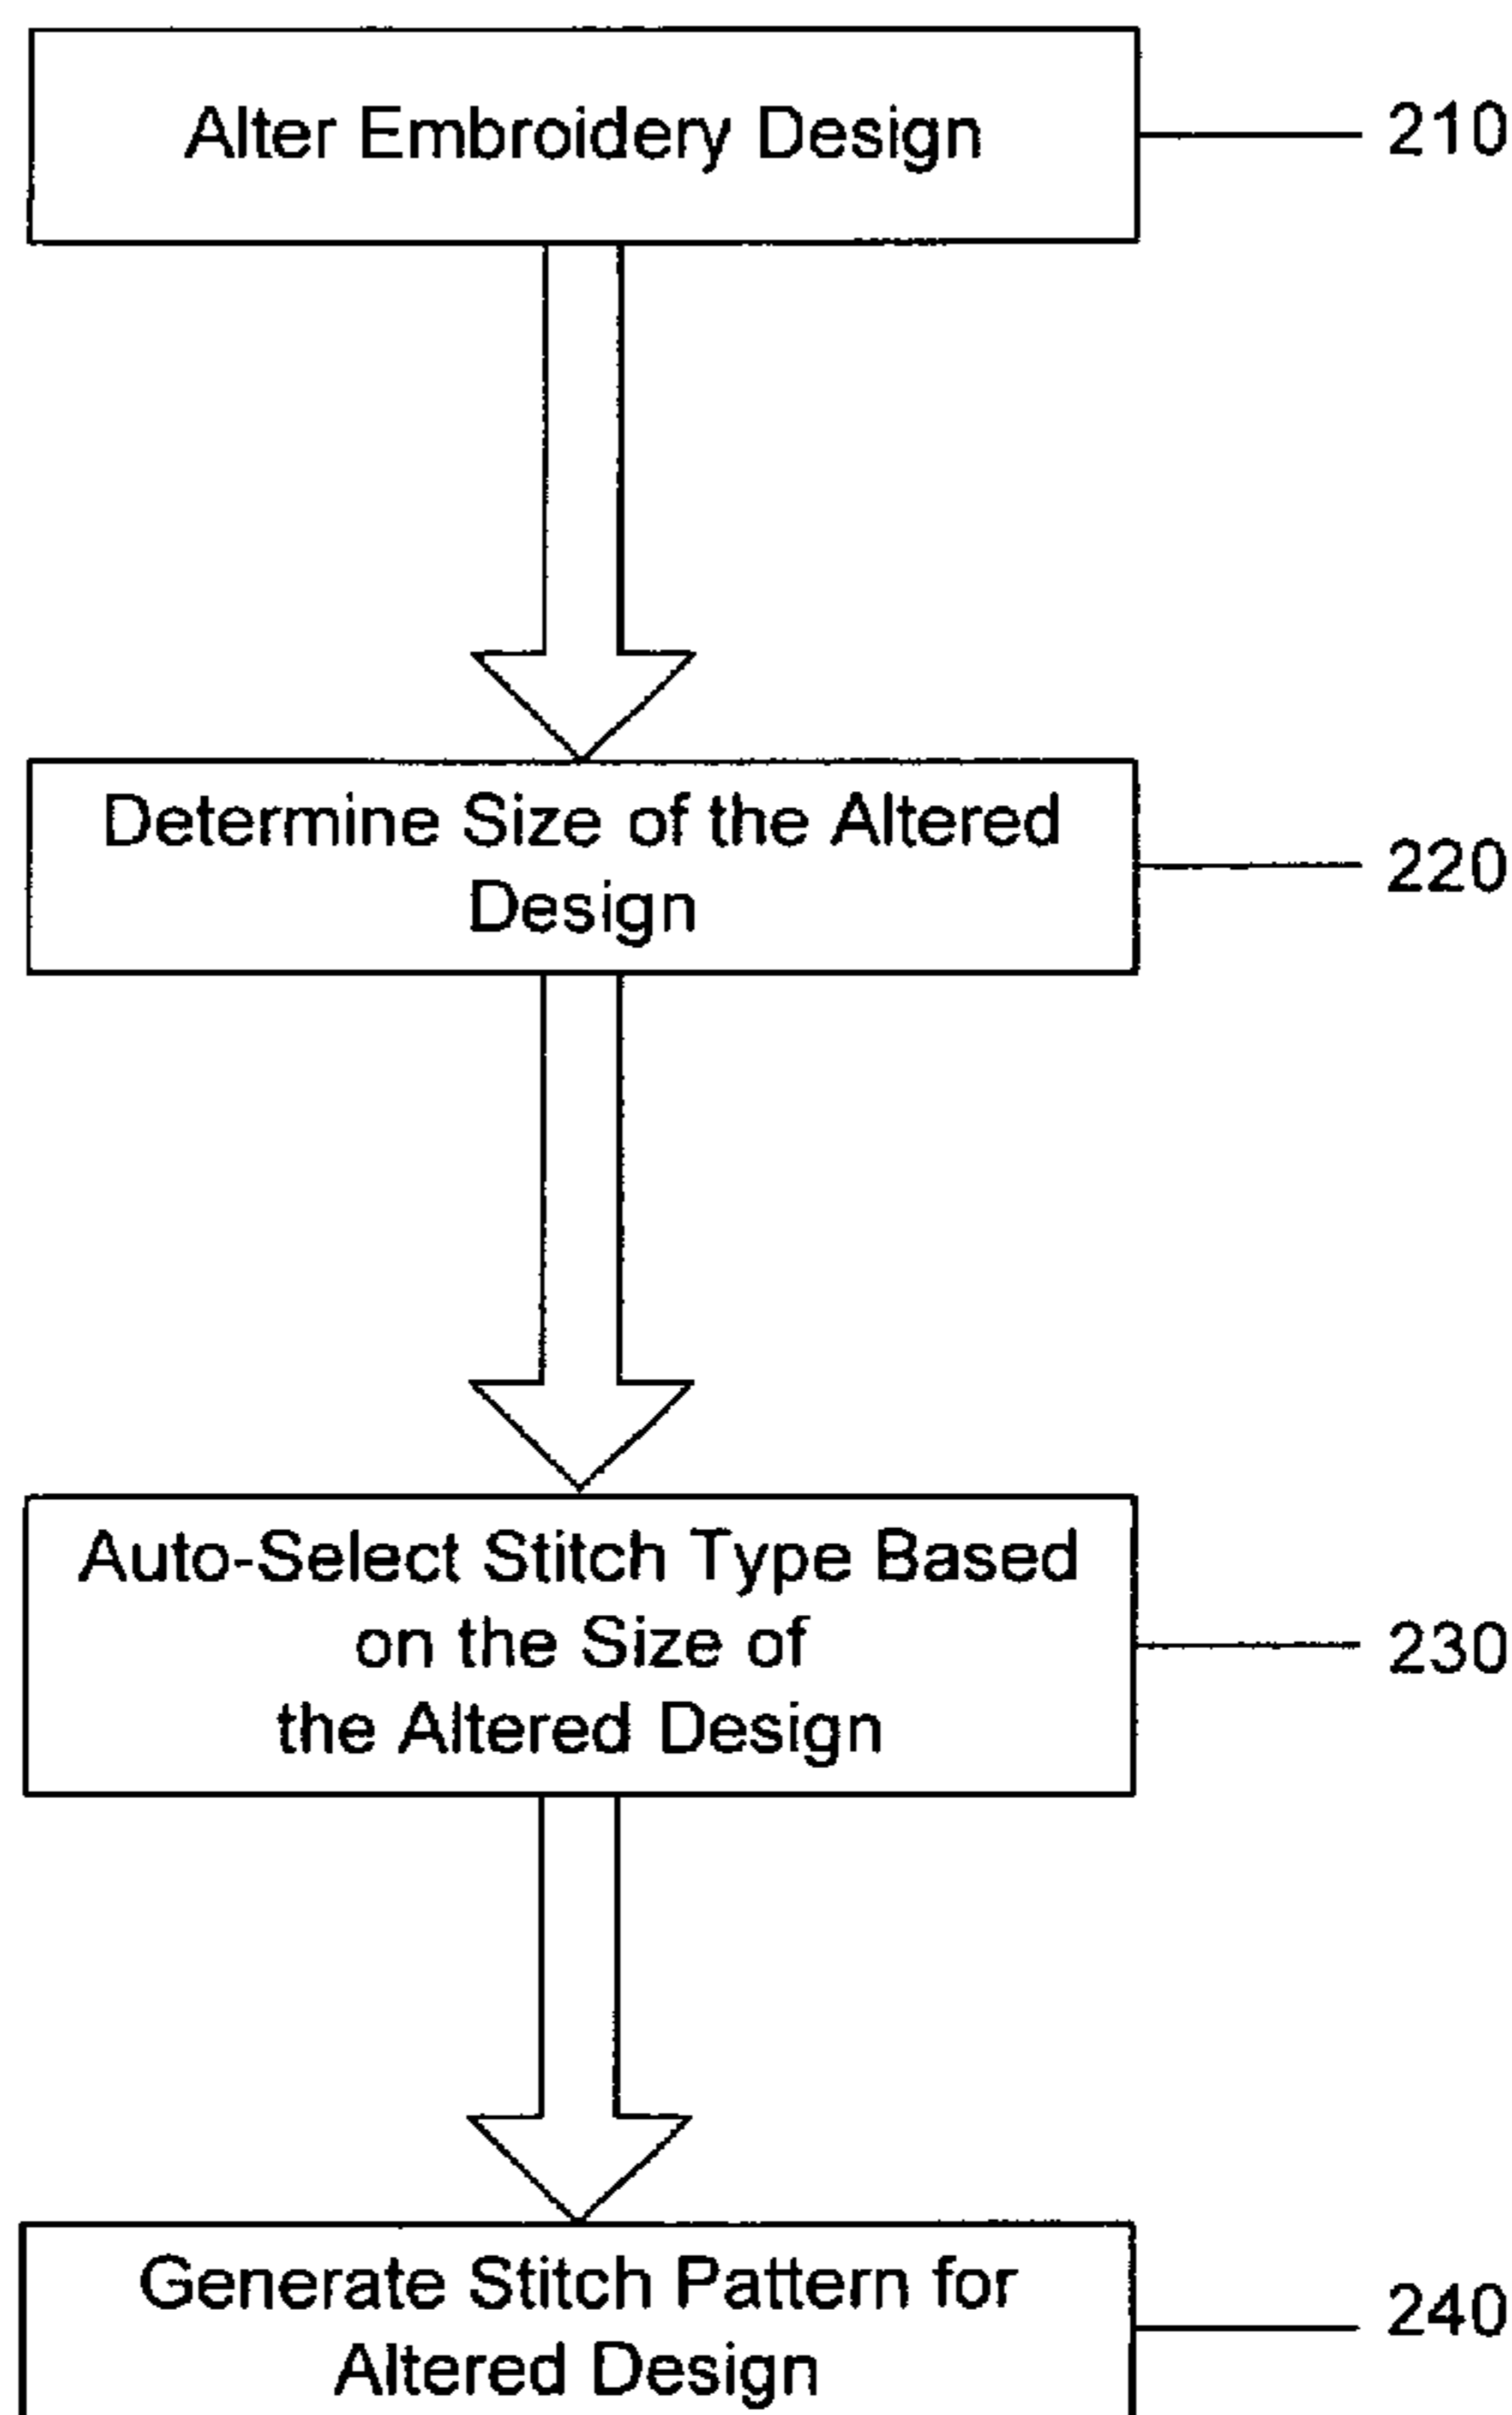 Alter Embroidery Design
210
Determine Size of the Altered
Design
220
Auto-Select Stitch Type Based
on the Size of
the Altered Design
230
Generate Stitch Pattern for
Altered Design
240